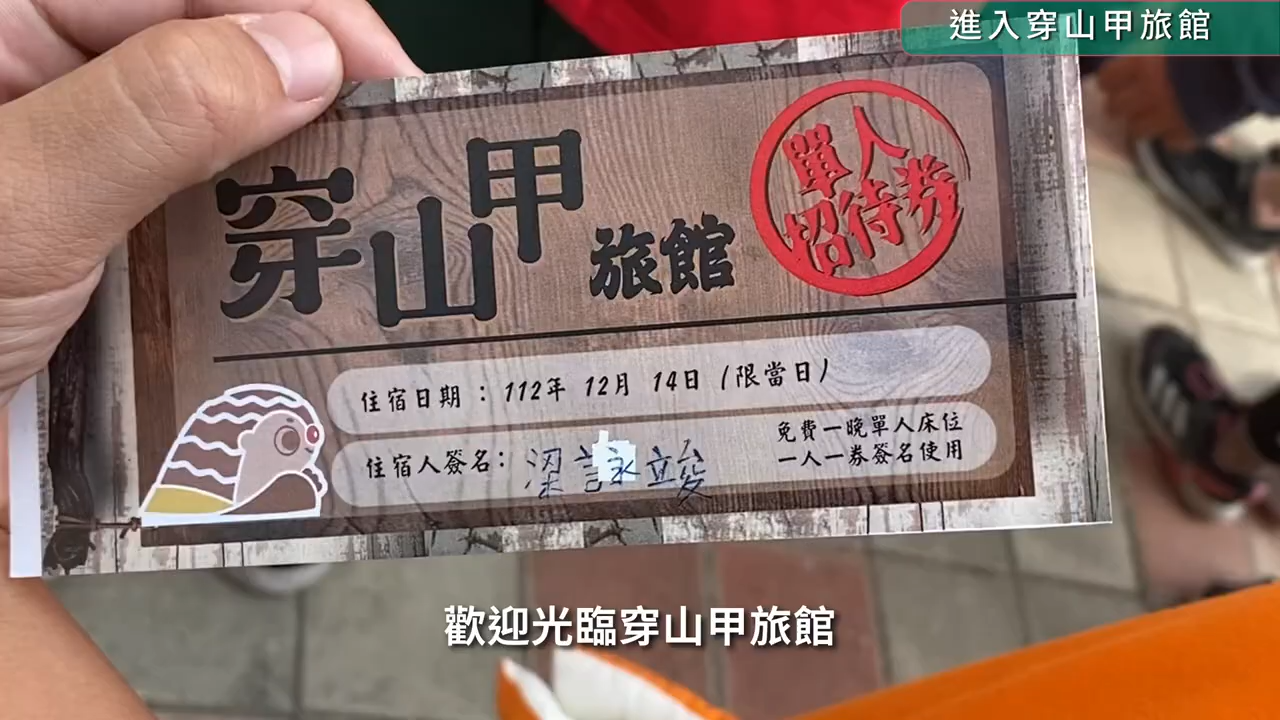 進入穿山甲旅館
穿山甲旅館
單人
招待券
住宿日期：112年 12月 14日（限當日）
住宿人簽名：梁詠竣
免費一晚單人床位
一人一券簽名使用
歡迎光臨穿山甲旅館